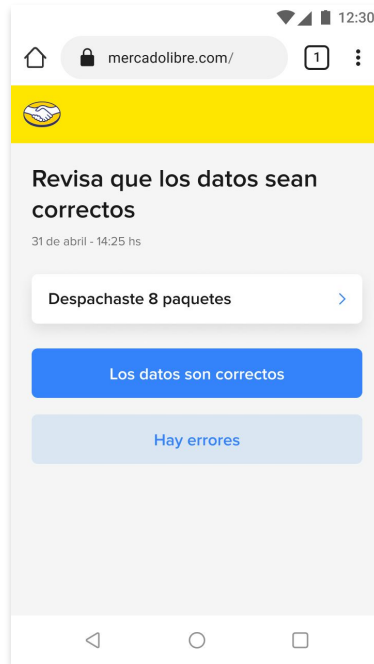 12:30
mercadolibre.com/
1
Revisa que los datos sean
correctos
31 de abril - 14:25 hs
Despachaste 8 paquetes
Los datos son correctos
Hay errores